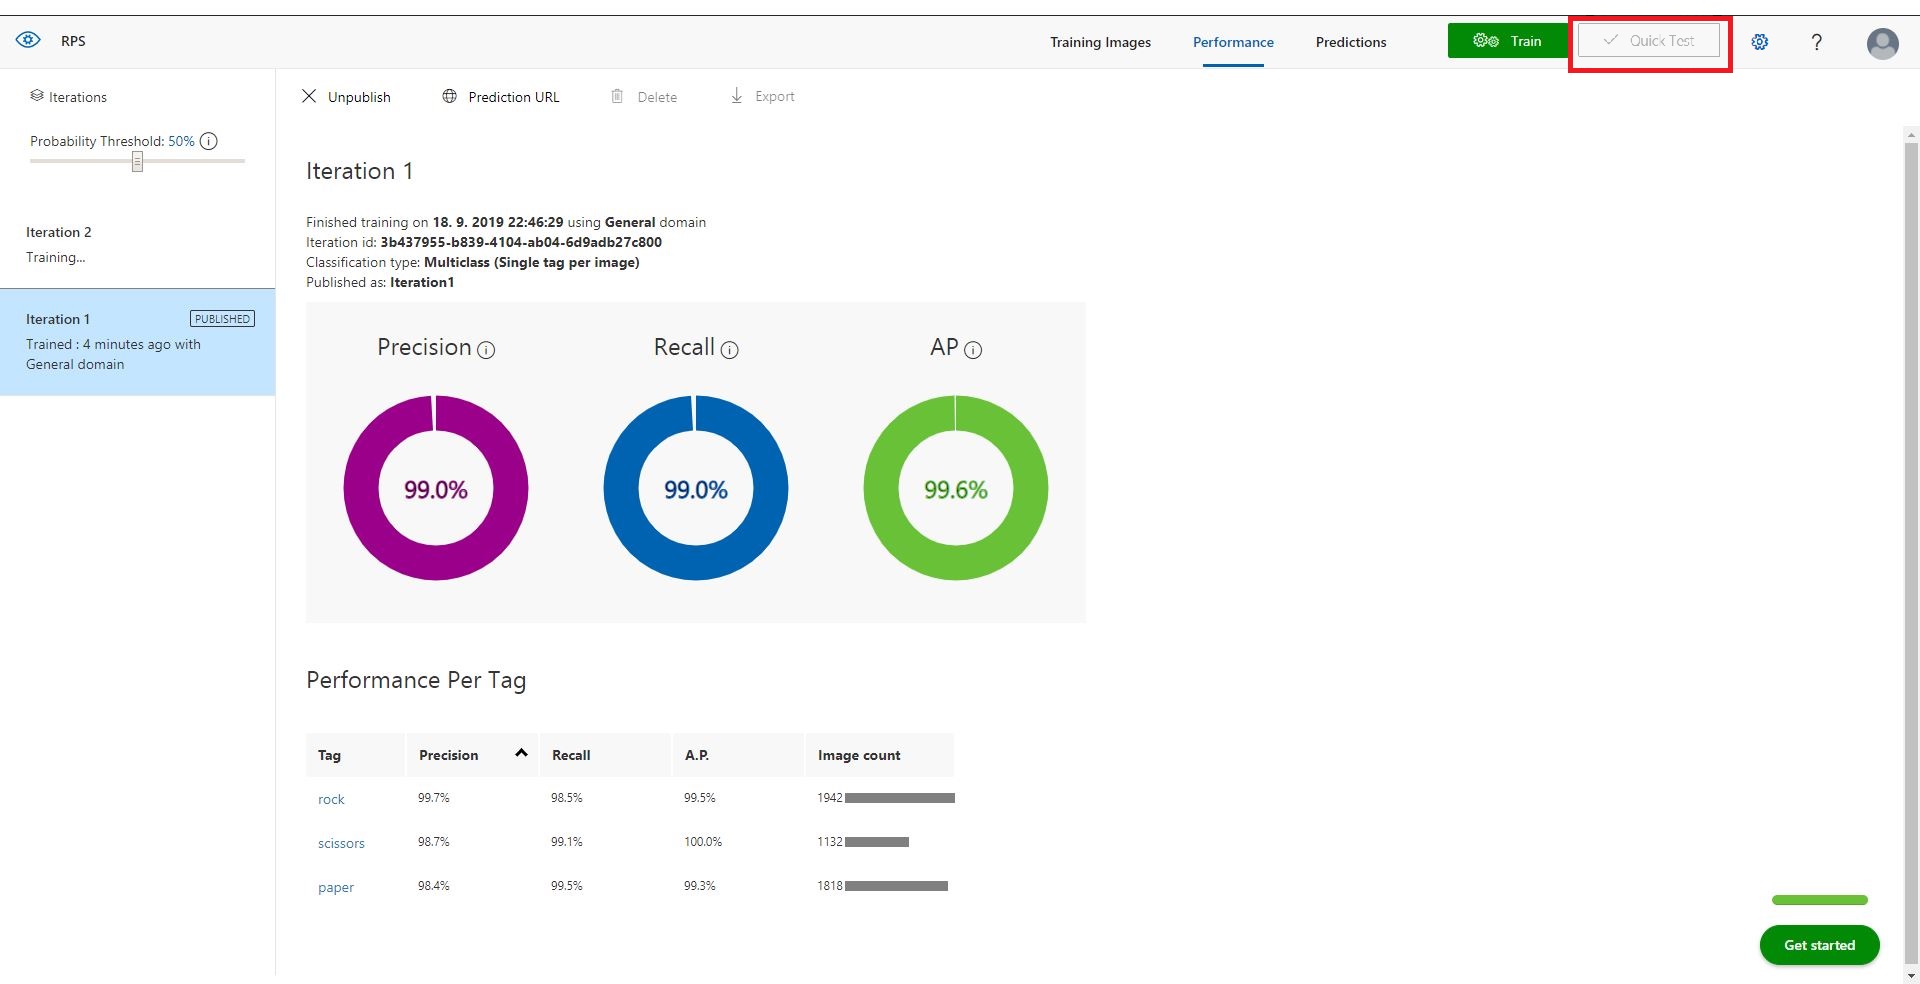 RPS
Training Images
Performance
Predictions
Train
Quick Test
?
Iterations
Probability Threshold: 50%
Iteration 2
Training...
Iteration 1
PUBLISHED
Trained : 4 minutes ago with
General domain
Unpublish
Prediction URL
Delete
Export
Iteration 1
Finished training on 18. 9. 2019 22:46:29 using General domain
Iteration id: 3b437955-b839-4104-ab04-6d9adb27c800
Classification type: Multiclass (Single tag per image)
Published as: Iteration1
Precision
Recall
AP
99.0%
99.0%
99.6%
Performance Per Tag
Tag Precision Recall A.P. Image count
rock 99.7% 98.5% 99.5% 1942
scissors 98.7% 99.1% 100.0% 1132
paper 98.4% 99.5% 99.3% 1818
Get started